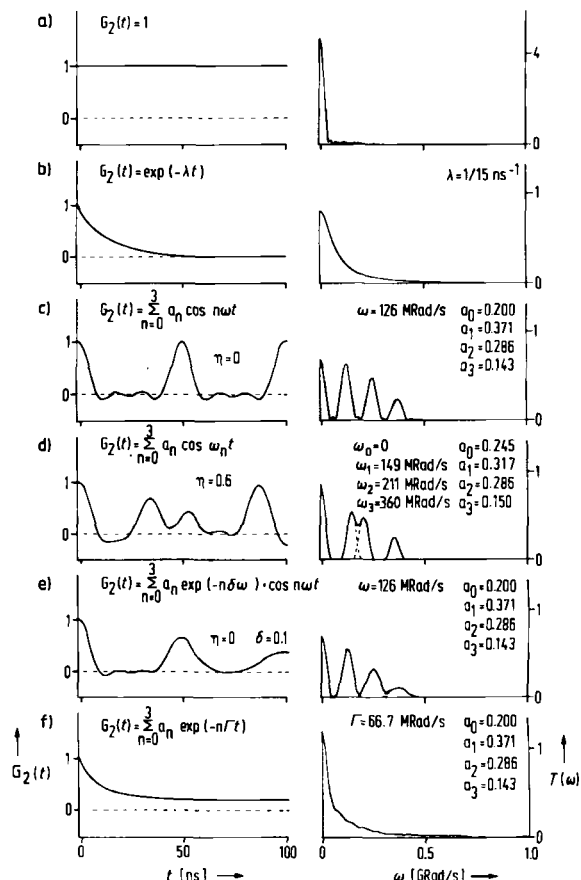 a) G₂(t)=1
1
0
4
2
0
b) G₂(t)=exp(-λt) λ=1/15 ns⁻¹
1
0
1
0
c) G₂(t)= 3 Σ n=0 aₙ cos nωt
η=0
1
0
ω=126 MRad/s
a₀=0.200
a₁=0.371
a₂=0.286
a₃=0.143
1
0
d) G₂(t)= 3 Σ n=0 aₙ cos ωₙt
η=0.6
1
0
ω₀=0
ω₁=149 MRad/s
ω₂=211 MRad/s
ω₃=360 MRad/s
a₀=0.245
a₁=0.317
a₂=0.286
a₃=0.150
1
0
e) G₂(t)= 3 Σ n=0 aₙ exp(-nδω)·cos nωt
η=0 δ=0.1
1
0
ω=126 MRad/s
a₀=0.200
a₁=0.371
a₂=0.286
a₃=0.143
1
0
f) G₂(t)= 3 Σ n=0 aₙ exp(-nΓt)
1
0
Γ=66.7 MRad/s
a₀=0.200
a₁=0.371
a₂=0.286
a₃=0.143
1
0
G₂(t)
T(ω)
0 50 100
t [ns]
0 0.5 1.0
ω [GRad/s]